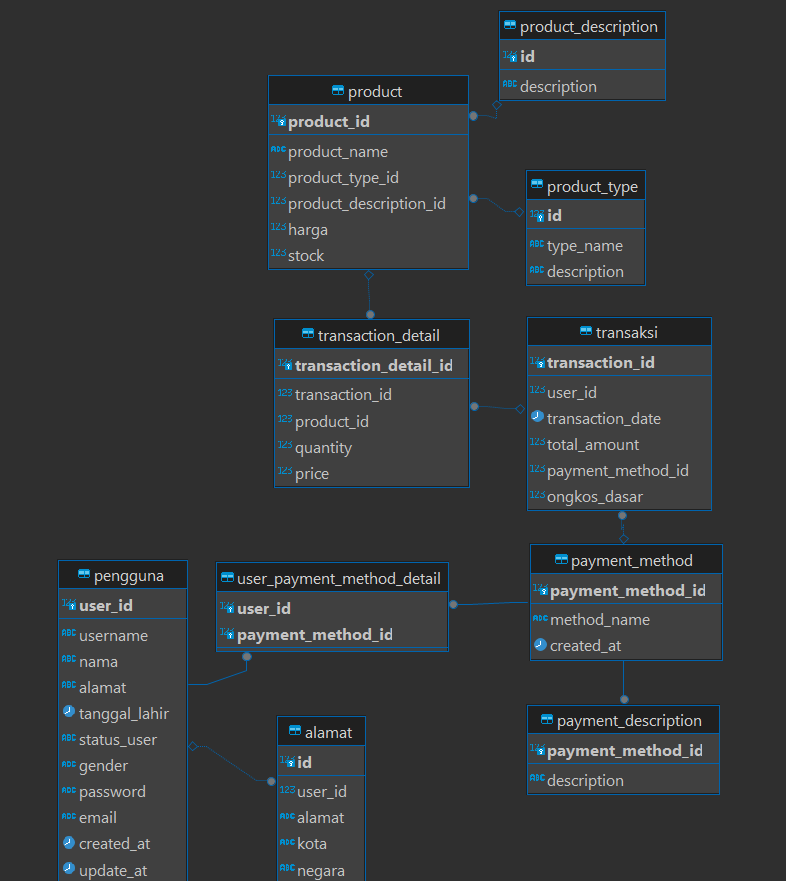 product_description
id
description
product
product_id
product_name
product_type_id
product_description_id
harga
stock
product_type
id
type_name
description
transaction_detail
transaction_detail_id
transaction_id
product_id
quantity
price
transaksi
transaction_id
user_id
transaction_date
total_amount
payment_method_id
ongkos_dasar
payment_method
payment_method_id
method_name
created_at
pengguna
user_id
username
nama
alamat
tanggal_lahir
status_user
gender
password
email
created_at
update_at
user_payment_method_detail
user_id
payment_method_id
alamat
id
user_id
alamat
kota
negara
payment_description
payment_method_id
description